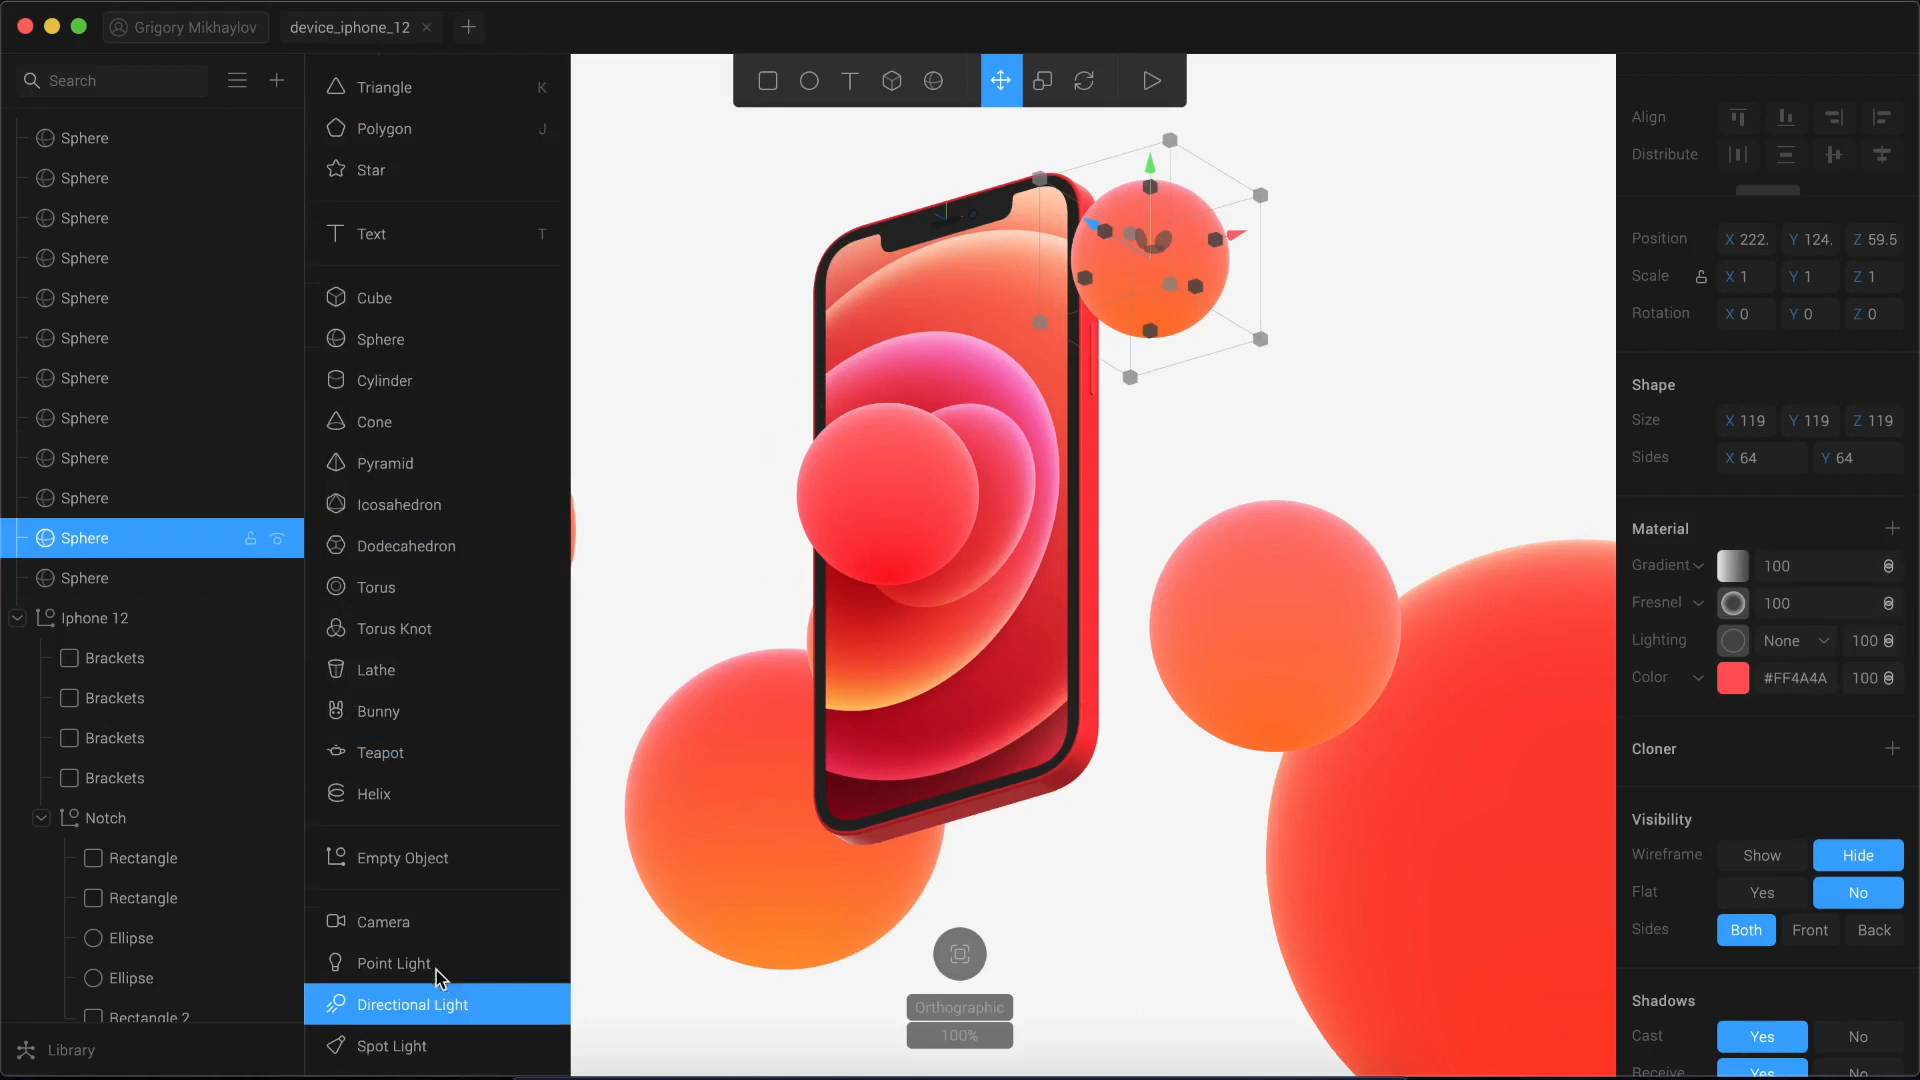 Grigory Mikhaylov
device_iphone_12
Search
Sphere
Sphere
Sphere
Sphere
Sphere
Sphere
Sphere
Sphere
Sphere
Sphere
Sphere
Sphere
Iphone 12
Brackets
Brackets
Brackets
Brackets
Notch
Rectangle
Rectangle
Ellipse
Ellipse
Rectangle 2
Library
Triangle K
Polygon J
Star
Text T
Cube
Sphere
Cylinder
Cone
Pyramid
Icosahedron
Dodecahedron
Torus
Torus Knot
Lathe
Bunny
Teapot
Helix
Empty Object
Camera
Point Light
Directional Light
Spot Light
Orthographic
100%
Align
Distribute
Position X 222. Y 124. Z 59.5
Scale X 1 Y 1 Z 1
Rotation X 0 Y 0 Z 0
Shape
Size X 119 Y 119 Z 119
Sides X 64 Y 64
Material
Gradient 100
Fresnel 100
Lighting None 100
Color #FF4A4A 100
Cloner
Visibility
Wireframe Show Hide
Flat Yes No
Sides Both Front Back
Shadows
Cast Yes No
Receive Yes No